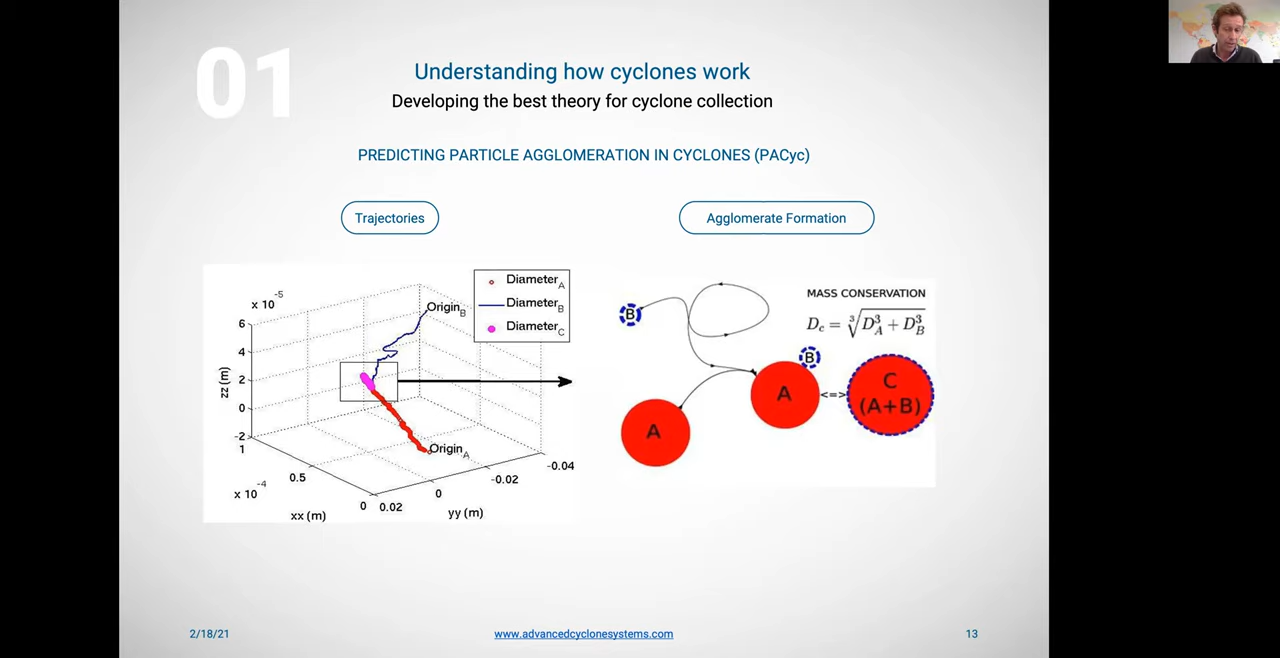 01
Understanding how cyclones work
Developing the best theory for cyclone collection
PREDICTING PARTICLE AGGLOMERATION IN CYCLONES (PACyc)
Trajectories
Agglomerate Formation
x 10^-5
6
4
2
0
-2
zz (m)
1
0.5
0
x 10^-4
xx (m)
0.02
0
-0.02
-0.04
yy (m)
Origin_B
Origin_A
Diameter_A
Diameter_B
Diameter_C
B
A
MASS CONSERVATION
D_c = ∛(D_A^3 + D_B^3)
B
A
<=>
C
(A+B)
2/18/21
www.advancedcyclonesystems.com
13